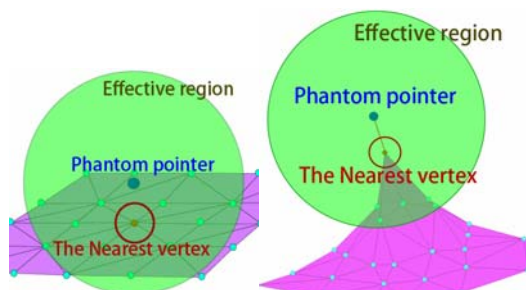 Effective region
Phantom pointer
The Nearest vertex
Effective region
Phantom pointer
The Nearest vertex